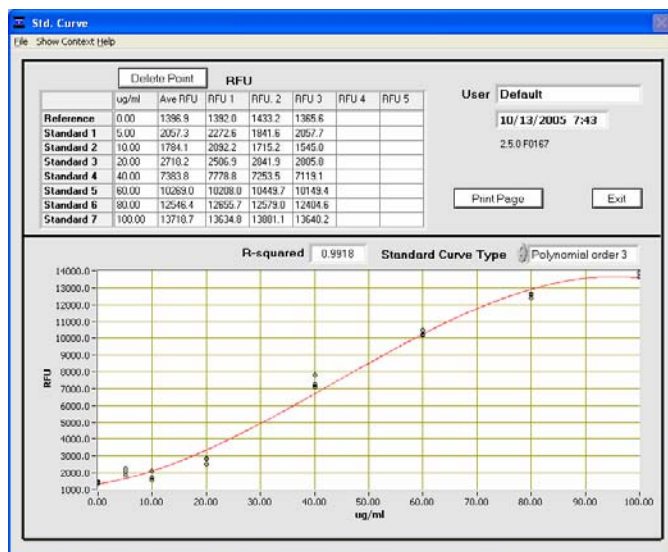 Std. Curve
File Show Context Help
Delete Point RFU
ug/ml Ave RFU RFU 1 RFU. 2 RFU 3 RFU 4 RFU 5
Reference 0.00 1396.9 1392.0 1433.2 1365.6
Standard 1 5.00 2057.3 2272.6 1841.6 2057.7
Standard 2 10.00 1784.1 2092.2 1715.2 1545.0
Standard 3 20.00 2718.2 2506.9 2841.9 2805.8
Standard 4 40.00 7383.8 7778.8 7253.5 7119.1
Standard 5 60.00 10269.0 10208.0 10449.7 10149.4
Standard 6 80.00 12546.4 12655.7 12579.0 12404.6
Standard 7 100.00 13718.7 13634.8 13881.1 13640.2
User Default
10/13/2005 7:43
2.5.0 F0167
Print Page Exit
R-squared 0.9918 Standard Curve Type Polynomial order 3
14000.0
13000.0
12000.0
11000.0
10000.0
9000.0
8000.0
7000.0
6000.0
5000.0
4000.0
3000.0
2000.0
1000.0
RFU
0.00 10.00 20.00 30.00 40.00 50.00 60.00 70.00 80.00 90.00 100.00
ug/ml